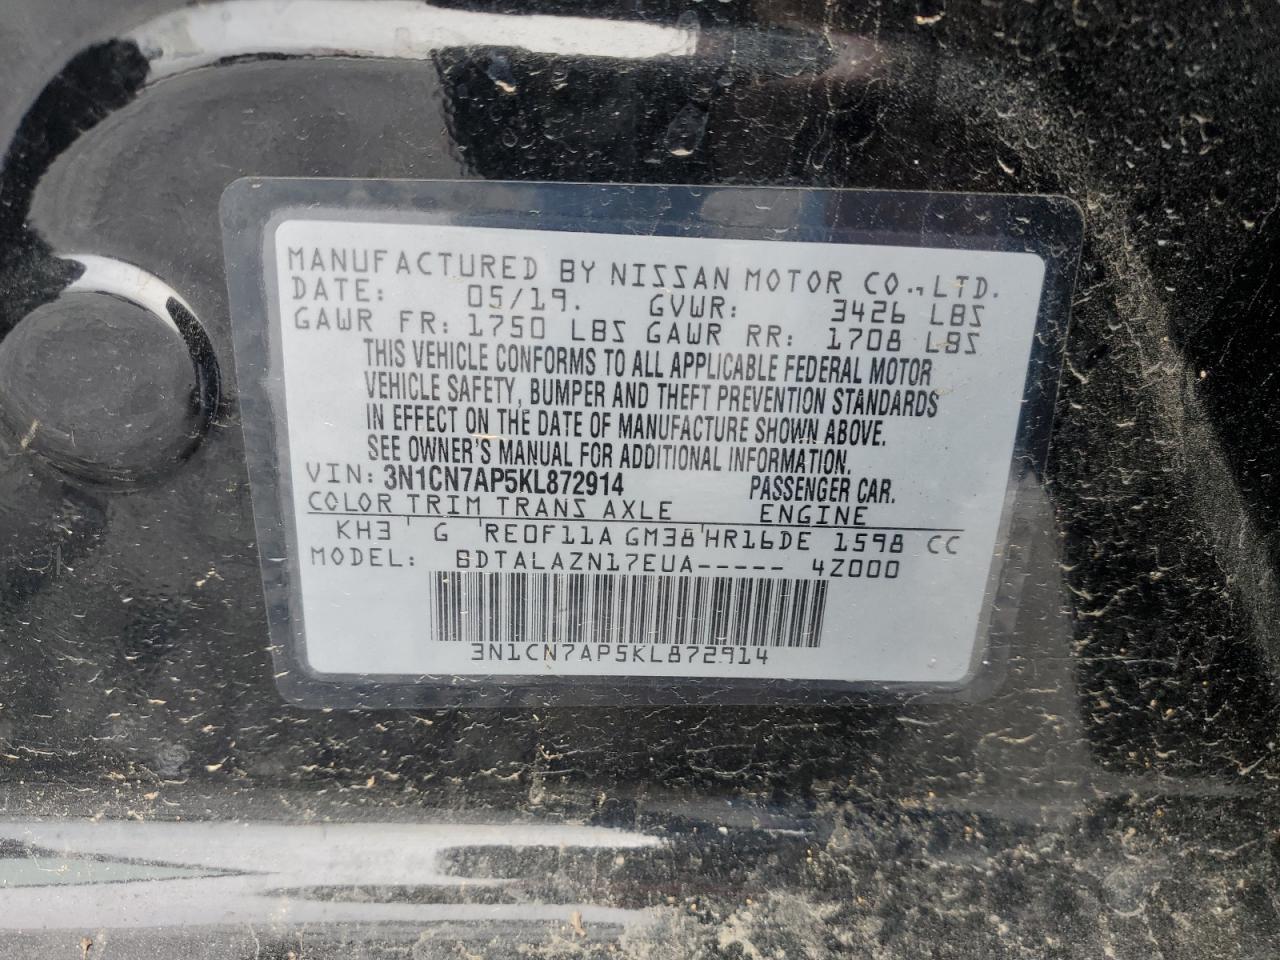 MANUFACTURED BY NISSAN MOTOR CO., LTD.
DATE: 05/19. GVWR: 3426 LBS
GAWR FR: 1750 LBS GAWR RR: 1708 LBS
THIS VEHICLE CONFORMS TO ALL APPLICABLE FEDERAL MOTOR
VEHICLE SAFETY, BUMPER AND THEFT PREVENTION STANDARDS
IN EFFECT ON THE DATE OF MANUFACTURE SHOWN ABOVE.
SEE OWNER'S MANUAL FOR ADDITIONAL INFORMATION.
VIN: 3N1CN7AP5KL872914 PASSENGER CAR.
COLOR TRIM TRANS AXLE ENGINE
KH3 ' G ' RE0F11A GM38 ' HR16DE 1598 CC
MODEL: BDTALAZN17EUA----- 4Z000
3N1CN7AP5KL872914